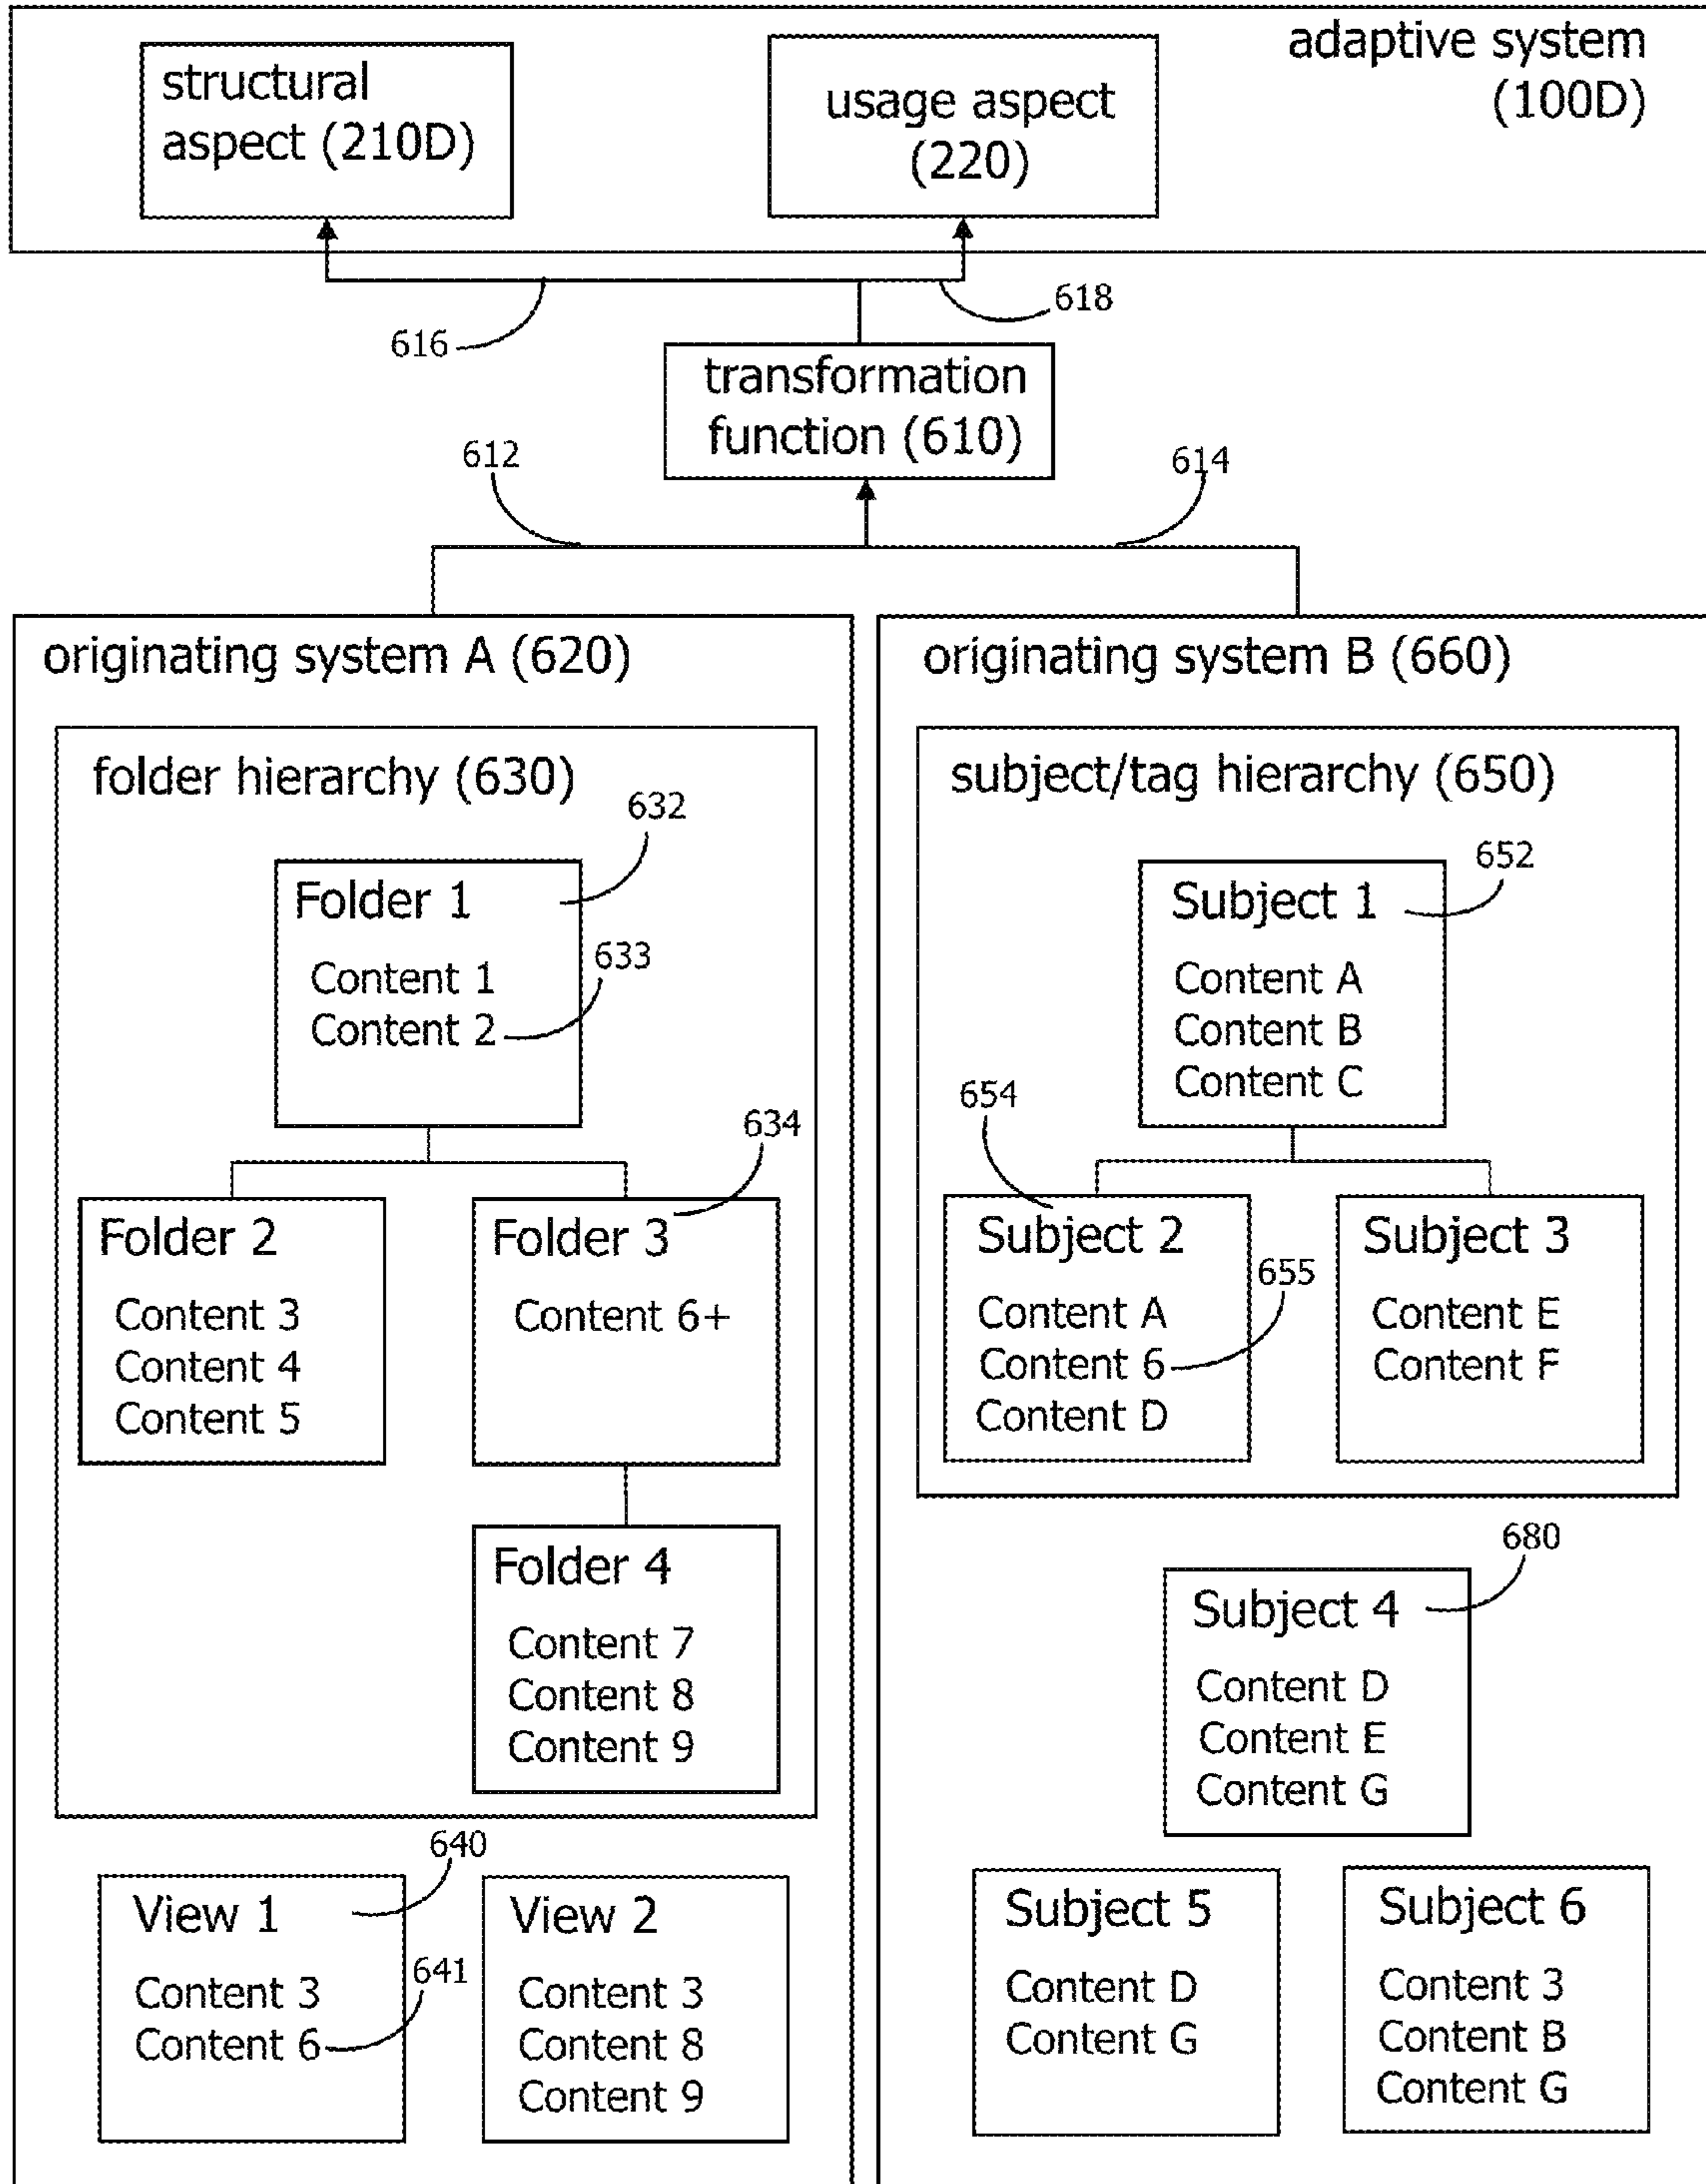 structural
aspect (210D)
usage aspect
(220)
adaptive system
(100D)
616
618
transformation
function (610)
612
614
originating system A (620)
folder hierarchy (630)
632
Folder 1
Content 1
633
Content 2
634
Folder 2
Content 3
Content 4
Content 5
Folder 3
Content 6+
Folder 4
Content 7
Content 8
Content 9
640
View 1
Content 3
641
Content 6
View 2
Content 3
Content 8
Content 9
originating system B (660)
subject/tag hierarchy (650)
652
Subject 1
Content A
Content B
Content C
654
Subject 2
655
Content A
Content 6
Content D
Subject 3
Content E
Content F
680
Subject 4
Content D
Content E
Content G
Subject 5
Content D
Content G
Subject 6
Content 3
Content B
Content G